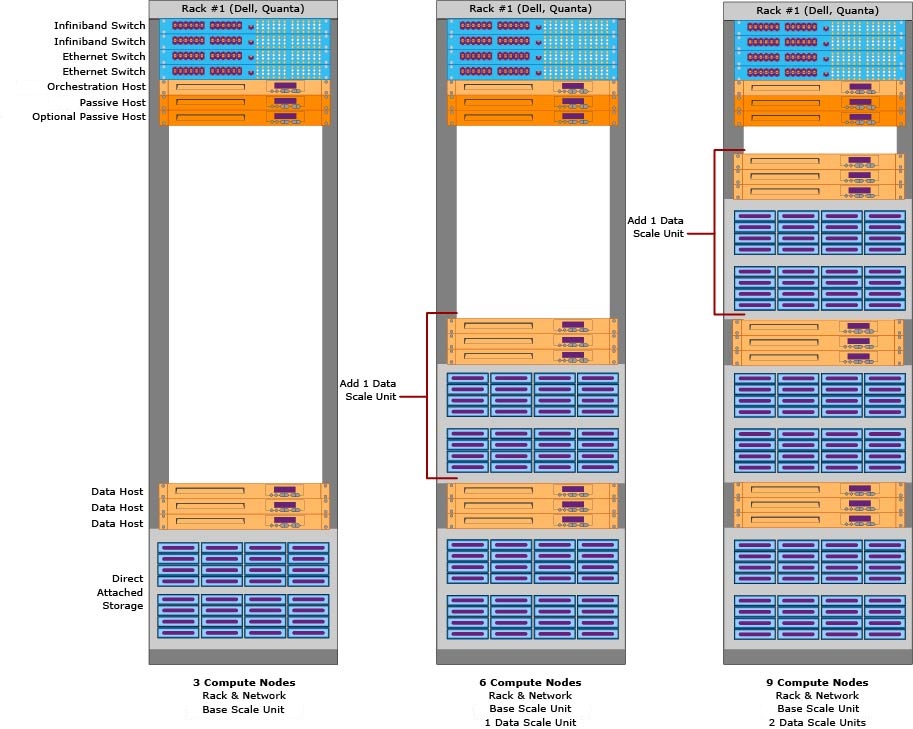 Rack #1 (Dell, Quanta)
Rack #1 (Dell, Quanta)
Rack #1 (Dell, Quanta)
Infiniband Switch
Infiniband Switch
Ethernet Switch
Ethernet Switch
Orchestration Host
Passive Host
Optional Passive Host
Add 1 Data
Scale Unit
Add 1 Data
Scale Unit
Data Host
Data Host
Data Host
Direct
Attached
Storage
3 Compute Nodes
Rack & Network
Base Scale Unit
6 Compute Nodes
Rack & Network
Base Scale Unit
1 Data Scale Unit
9 Compute Nodes
Rack & Network
Base Scale Unit
2 Data Scale Units